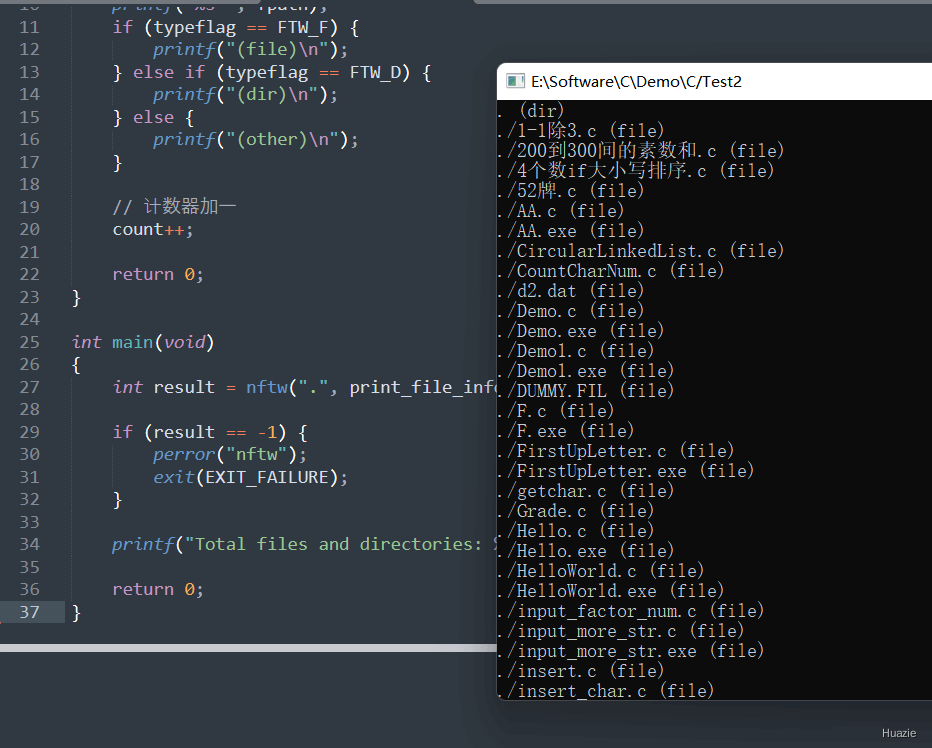 11 if (typeflag == FTW_F) {
12 printf("(file)\n");
13 } else if (typeflag == FTW_D) {
14 printf("(dir)\n");
15 } else {
16 printf("(other)\n");
17 }
18
19 // 计数器加一
20 count++;
21
22 return 0;
23 }
24
25 int main(void)
26 {
27 int result = nftw(".", print_file_info
28
29 if (result == -1) {
30 perror("nftw");
31 exit(EXIT_FAILURE);
32 }
33
34 printf("Total files and directories:
35
36 return 0;
37 }
E:\Software\C\Demo\C/Test2
. (dir)
./1-1除3.c (file)
./200到300间的素数和.c (file)
./4个数if大小写排序.c (file)
./52牌.c (file)
./AA.c (file)
./AA.exe (file)
./CircularLinkedList.c (file)
./CountCharNum.c (file)
./d2.dat (file)
./Demo.c (file)
./Demo.exe (file)
./Demo1.c (file)
./Demo1.exe (file)
./DUMMY.FIL (file)
./F.c (file)
./F.exe (file)
./FirstUpLetter.c (file)
./FirstUpLetter.exe (file)
./getchar.c (file)
./Grade.c (file)
./Hello.c (file)
./Hello.exe (file)
./HelloWorld.c (file)
./HelloWorld.exe (file)
./input_factor_num.c (file)
./input_more_str.c (file)
./input_more_str.exe (file)
./insert.c (file)
./insert_char.c (file)
Huazie